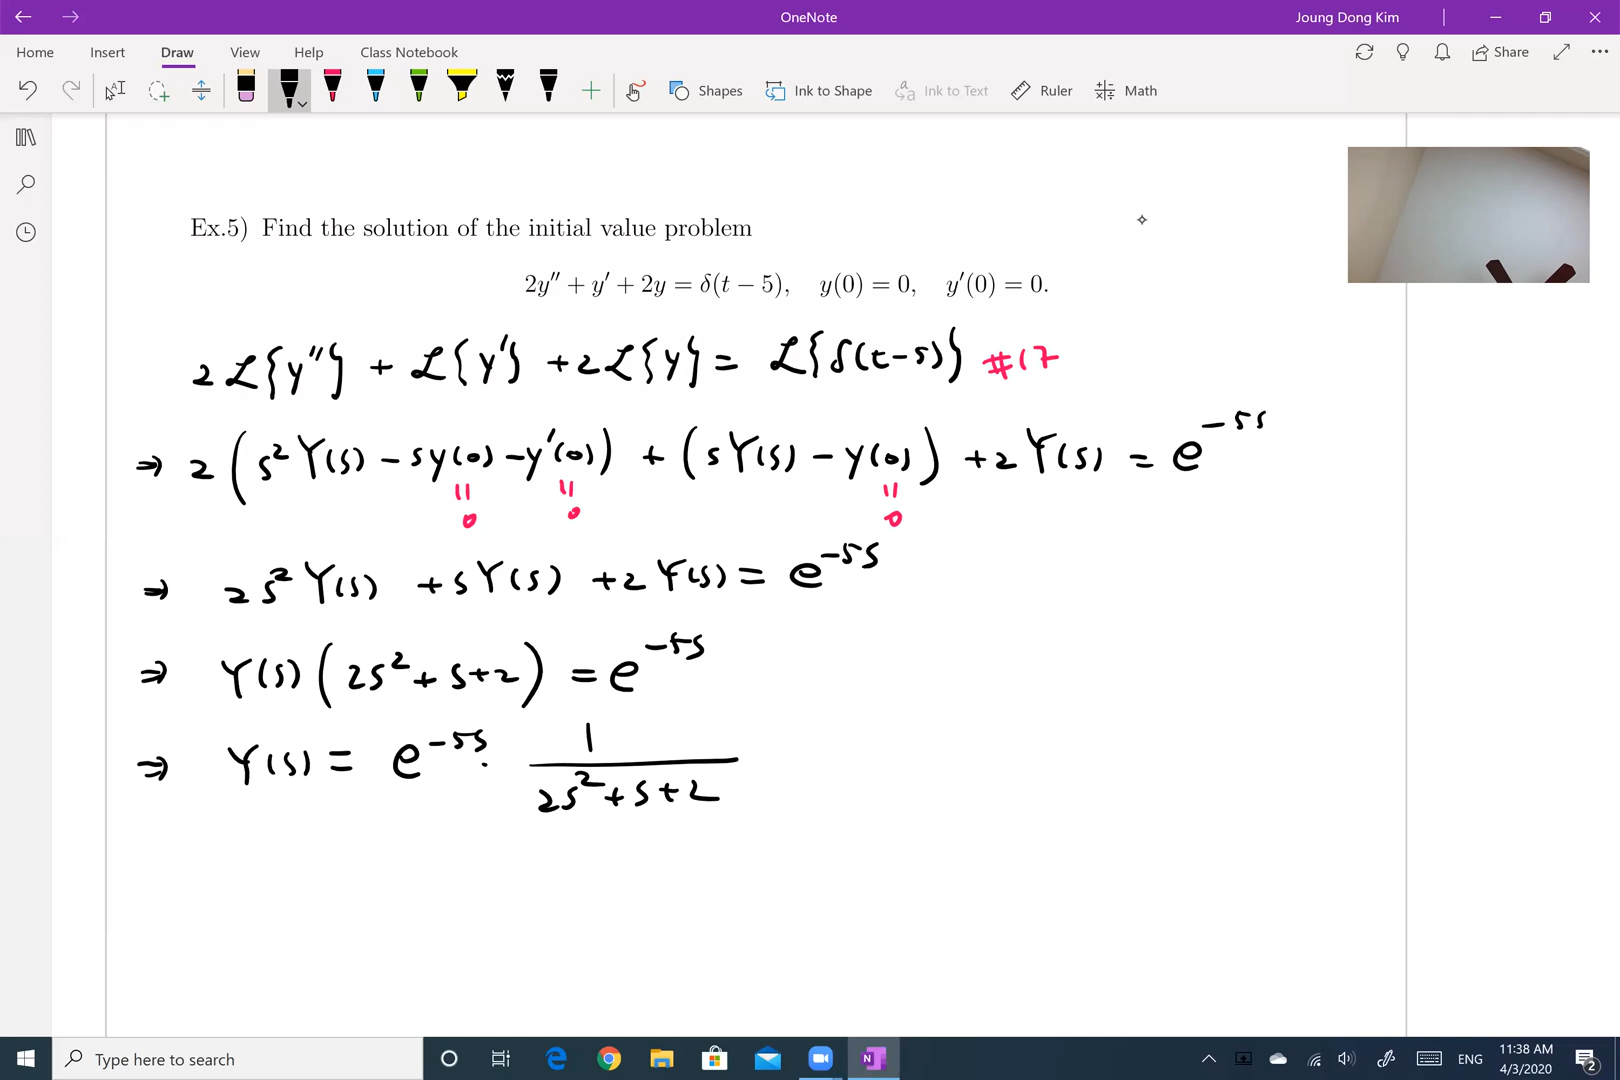 OneNote
Joung Dong Kim
Home Insert Draw View Help Class Notebook
Share
Shapes Ink to Shape Ink to Text Ruler Math
Ex.5) Find the solution of the initial value problem
2y″ + y′ + 2y = δ(t − 5), y(0) = 0, y′(0) = 0.
2ℒ{y″} + ℒ{y′} + 2ℒ{y} = ℒ{δ(t−5)} #17
⇒ 2(s²Y(s) − sy(0) − y′(0)) + (sY(s) − y(0)) + 2Y(s) = e^{−5s}
|| || ||
0 0 0
⇒ 2s²Y(s) + sY(s) + 2Y(s) = e^{−5s}
⇒ Y(s)(2s² + s + 2) = e^{−5s}
⇒ Y(s) = e^{−5s} · 1/(2s² + s + 2)
Type here to search
ENG
11:38 AM
4/3/2020
2